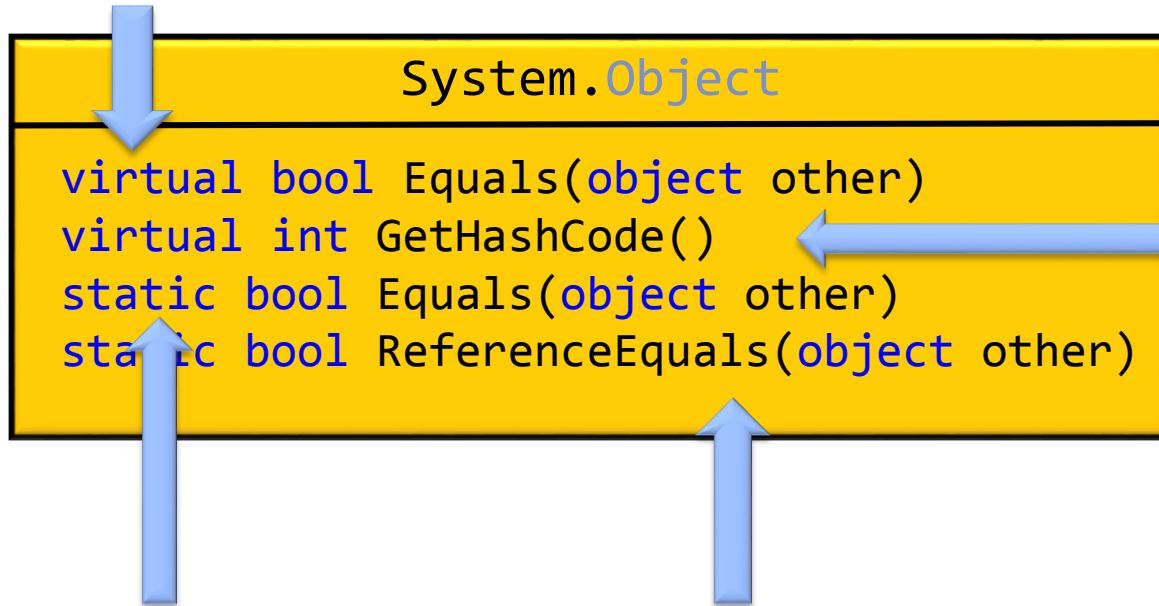 System.Object
virtual bool Equals(object other)
virtual int GetHashCode()
static bool Equals(object other)
static bool ReferenceEquals(object other)